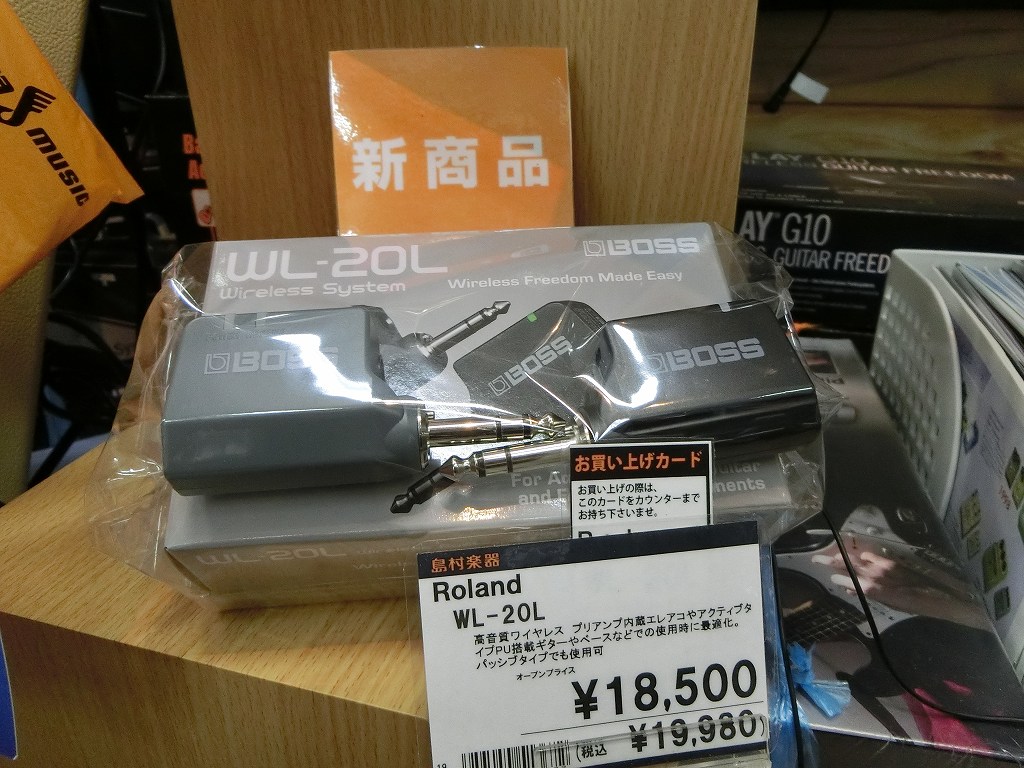 新商品
MUSIC
WL-20L
Wireless System
BOSS
Wireless Freedom Made Easy
BOSS
BOSS
BOSS
WL-20L
AY G10
GUITAR FREEDOM
GUITAR FREED
お買い上げカード
お買い上げの際は、
このカードをカウンターまで
お持ち下さいませ。
島村楽器
Roland
WL-20L
高音質ワイヤレス プリアンプ内蔵エレアコやアクティブタ
イプPU搭載ギターやベースなどでの使用時に最適化。
パッシブタイプでも使用可
オープンプライス
¥18,500
(税込 ¥19,980)